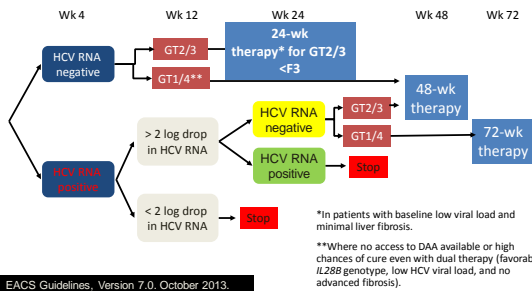 Wk 4
Wk 12
Wk 24
Wk 48
Wk 72
HCV RNA
negative
GT2/3
GT1/4**
24-wk
therapy* for GT2/3
<F3
48-wk
therapy
72-wk
therapy
HCV RNA
positive
> 2 log drop
in HCV RNA
< 2 log drop
in HCV RNA
Stop
HCV RNA
negative
HCV RNA
positive
GT2/3
GT1/4
Stop
*In patients with baseline low viral load and
minimal liver fibrosis.
**Where no access to DAA available or high
chances of cure even with dual therapy (favorab
IL28B genotype, low HCV viral load, and no
advanced fibrosis).
EACS Guidelines, Version 7.0. October 2013.